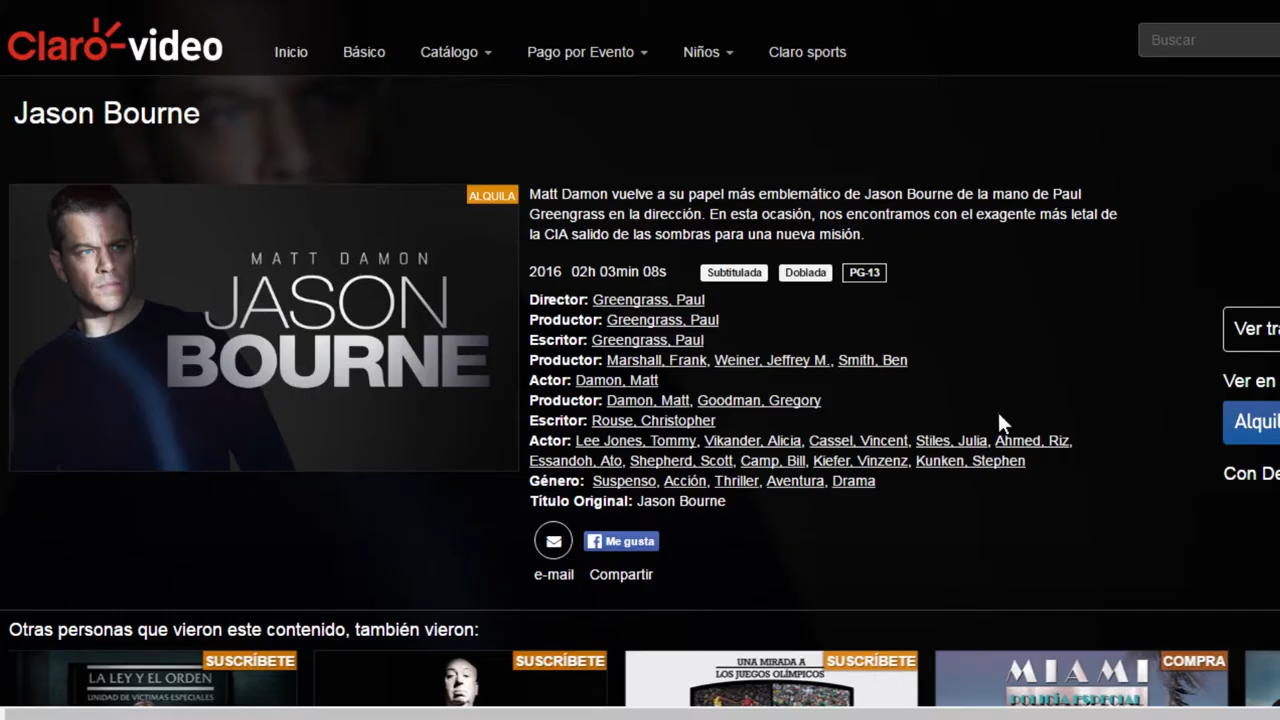 Claro-video
Inicio
Básico
Catálogo
Pago por Evento
Niños
Claro sports
Buscar
Jason Bourne
ALQUILA
MATT DAMON
JASON
BOURNE
Matt Damon vuelve a su papel más emblemático de Jason Bourne de la mano de Paul
Greengrass en la dirección. En esta ocasión, nos encontramos con el exagente más letal de
la CIA salido de las sombras para una nueva misión.
2016 02h 03min 08s Subtitulada Doblada PG-13
Director: Greengrass, Paul
Productor: Greengrass, Paul
Escritor: Greengrass, Paul
Productor: Marshall, Frank, Weiner, Jeffrey M., Smith, Ben
Actor: Damon, Matt
Productor: Damon, Matt, Goodman, Gregory
Escritor: Rouse, Christopher
Actor: Lee Jones, Tommy, Vikander, Alicia, Cassel, Vincent, Stiles, Julia, Ahmed, Riz,
Essandoh, Ato, Shepherd, Scott, Camp, Bill, Kiefer, Vinzenz, Kunken, Stephen
Género: Suspenso, Acción, Thriller, Aventura, Drama
Título Original: Jason Bourne
Me gusta
e-mail Compartir
Ver tr
Ver en
Alqui
Con De
Otras personas que vieron este contenido, también vieron:
SUSCRÍBETE
LA LEY Y EL ORDEN
UNIDAD DE VICTIMAS ESPECIALES
SUSCRÍBETE
SUSCRÍBETE
UNA MIRADA A
LOS JUEGOS OLÍMPICOS
COMPRA
MIAMI
POLICÍA ESPECIAL